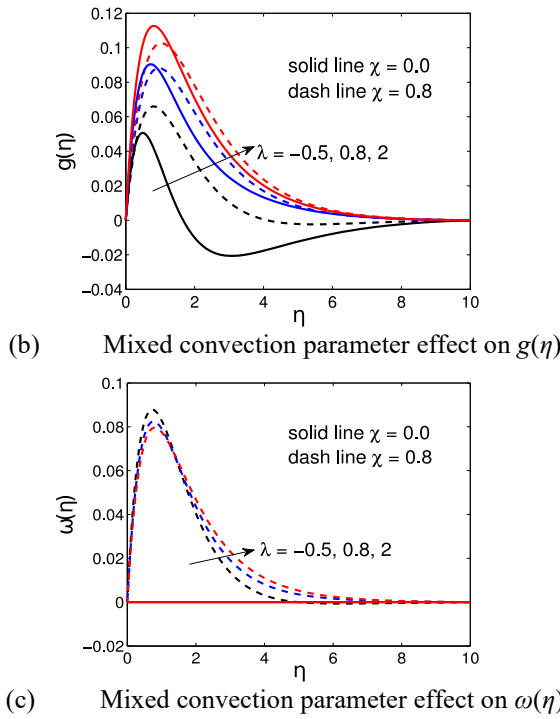 0.12
0.1
0.08
0.06
0.04
0.02
0
−0.02
−0.04
g(η)
solid line χ = 0.0
dash line χ = 0.8
λ = −0.5, 0.8, 2
0 2 4 6 8 10
η
(b) Mixed convection parameter effect on g(η)
0.1
0.08
0.06
0.04
0.02
0
−0.02
ω(η)
solid line χ = 0.0
dash line χ = 0.8
λ = −0.5, 0.8, 2
0 2 4 6 8 10
η
(c) Mixed convection parameter effect on ω(η)